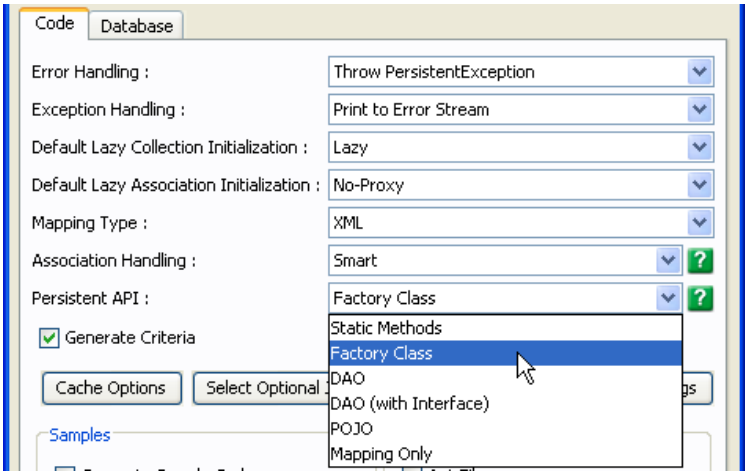 Code Database
Error Handling : Throw PersistentException
Exception Handling : Print to Error Stream
Default Lazy Collection Initialization : Lazy
Default Lazy Association Initialization : No-Proxy
Mapping Type : XML
Association Handling : Smart ?
Persistent API : Factory Class ?
Generate Criteria
Static Methods
Factory Class
DAO
DAO (with Interface)
POJO
Mapping Only
Cache Options Select Optional
Samples